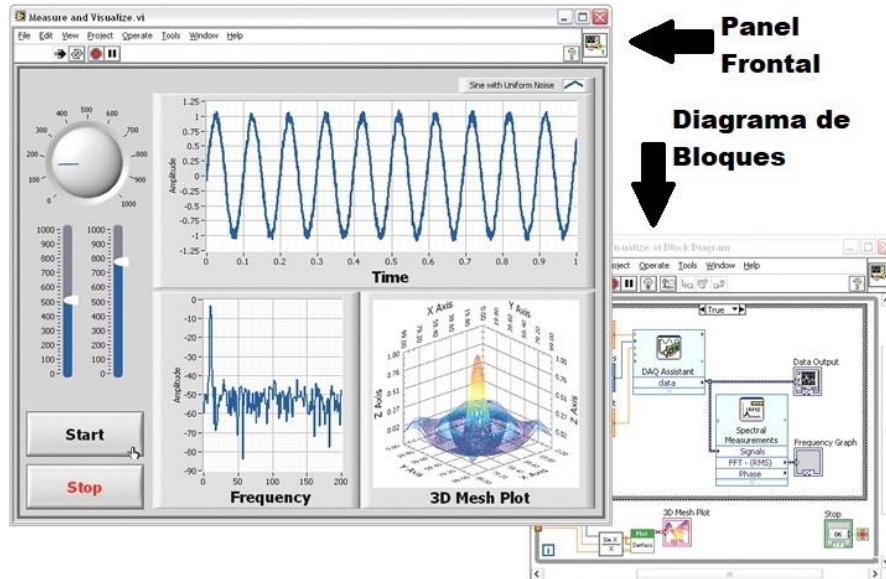 Measure and Visualize.vi
File Edit View Project Operate Tools Window Help
Panel
Frontal
Diagrama de
Bloques
Sine with Uniform Noise
0 100 200 300 400 500 600 700 800 900 1000
1000 1000
900 900
800 800
700 700
600 600
500 500
400 400
300 300
200 200
100 100
0 0
Start
Stop
Amplitude
1.25
1
0.75
0.5
0.25
0
-0.25
-0.5
-0.75
-1
-1.25
0 0.1 0.2 0.3 0.4 0.5 0.6 0.7 0.8 0.9 1
Time
Amplitude
0
-10
-20
-30
-40
-50
-60
-70
-80
-90
0 50 100 150 200
Frequency
X Axis
Y Axis
Z Axis
Z Axis
Y Axis
X Axis
3D Mesh Plot
sualize.vi Block Diagram
oject Operate Tools Window Help
True
DAQ Assistant
data
Data Output
Spectral
Measurements
Signals
FFT - (RMS)
Phase
Frequency Graph
3D Mesh Plot
Stop
Plot
i